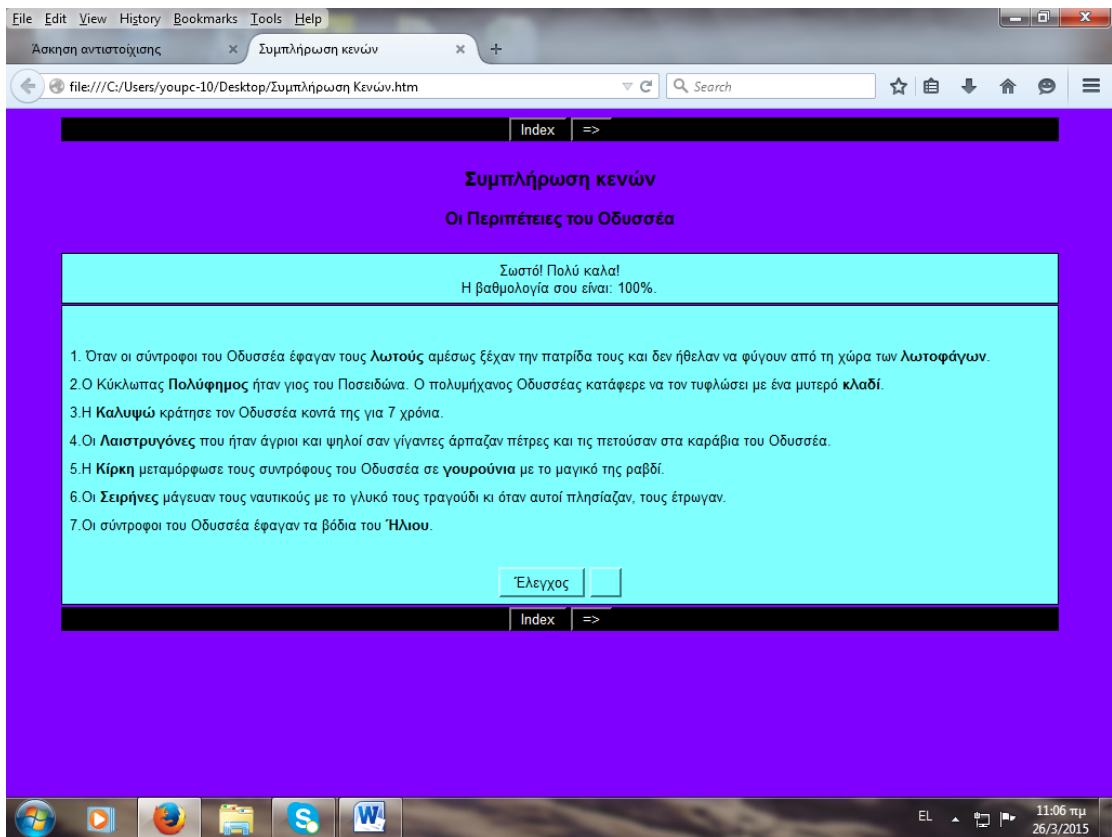 File Edit View History Bookmarks Tools Help
Άσκηση αντιστοίχισης × Συμπλήρωση κενών × +
file:///C:/Users/youpc-10/Desktop/Συμπλήρωση Κενών.htm Search
Index =>
Συμπλήρωση κενών
Οι Περιπέτειες του Οδυσσέα
Σωστό! Πολύ καλα!
Η βαθμολογία σου είναι: 100%.
1. Όταν οι σύντροφοι του Οδυσσέα έφαγαν τους Λωτούς αμέσως ξέχαν την πατρίδα τους και δεν ήθελαν να φύγουν από τη χώρα των λωτοφάγων.
2.Ο Κύκλωπας Πολύφημος ήταν γιος του Ποσειδώνα. Ο πολυμήχανος Οδυσσέας κατάφερε να τον τυφλώσει με ένα μυτερό κλαδί.
3.Η Καλυψώ κράτησε τον Οδυσσέα κοντά της για 7 χρόνια.
4.Οι Λαιστρυγόνες που ήταν άγριοι και ψηλοί σαν γίγαντες άρπαζαν πέτρες και τις πετούσαν στα καράβια του Οδυσσέα.
5.Η Κίρκη μεταμόρφωσε τους συντρόφους του Οδυσσέα σε γουρούνια με το μαγικό της ραβδί.
6.Οι Σειρήνες μάγευαν τους ναυτικούς με το γλυκό τους τραγούδι κι όταν αυτοί πλησίαζαν, τους έτρωγαν.
7.Οι σύντροφοι του Οδυσσέα έφαγαν τα βόδια του Ήλιου.
Έλεγχος
Index =>
EL 11:06 πμ
26/3/2015